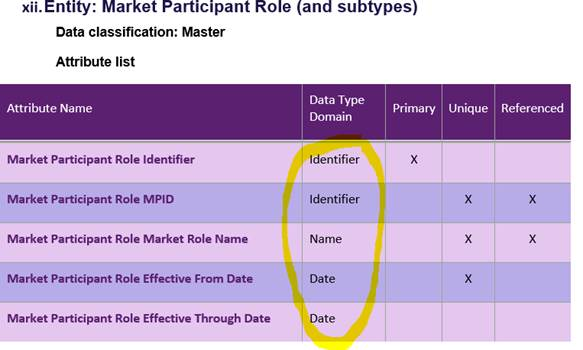 xii. Entity: Market Participant Role (and subtypes)
Data classification: Master
Attribute list
Attribute Name Data Type Domain Primary Unique Referenced
Market Participant Role Identifier Identifier X
Market Participant Role MPID Identifier X X
Market Participant Role Market Role Name Name X X
Market Participant Role Effective From Date Date X
Market Participant Role Effective Through Date Date